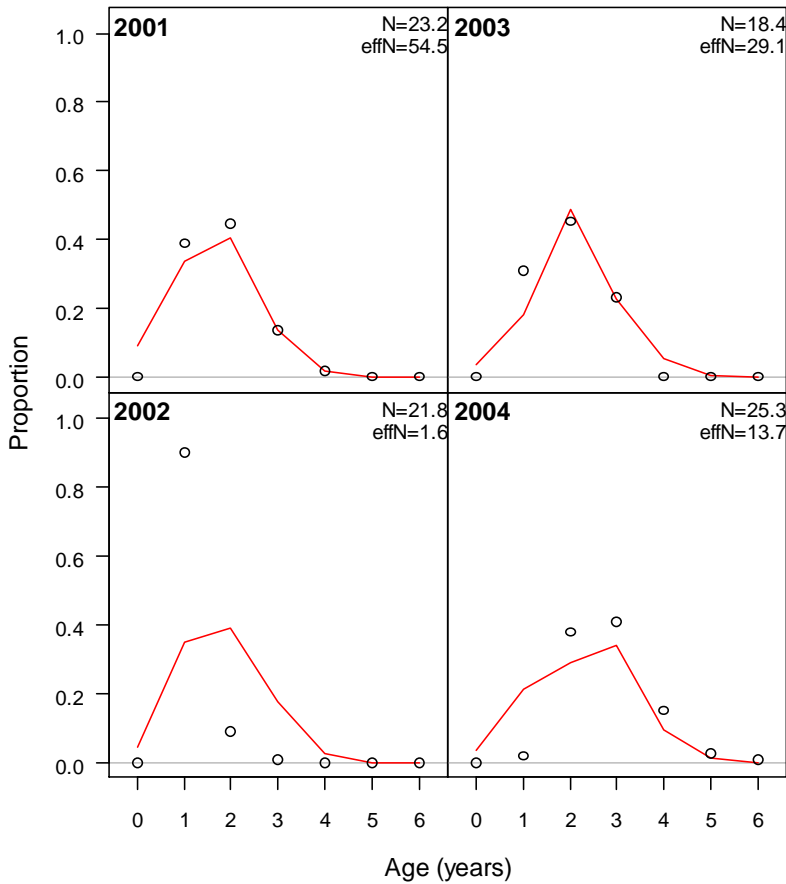 2001
N=23.2
effN=54.5
2003
N=18.4
effN=29.1
1.0
0.8
0.6
0.4
0.2
0.0
2002
N=21.8
effN=1.6
2004
N=25.3
effN=13.7
1.0
0.8
0.6
0.4
0.2
0.0
Proportion
0 1 2 3 4 5 6 0 1 2 3 4 5 6
Age (years)